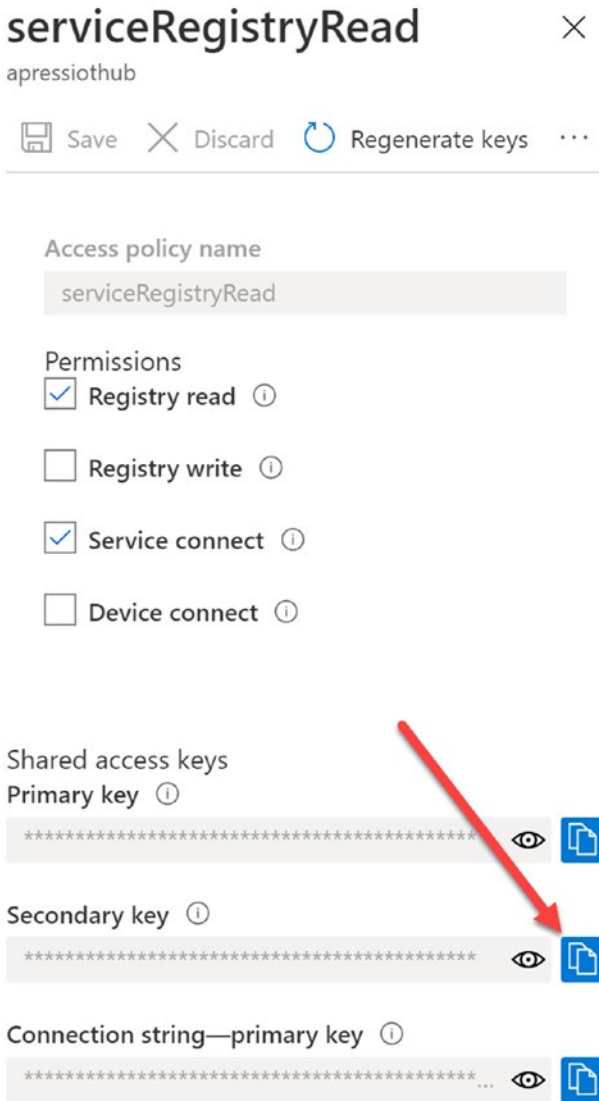 serviceRegistryRead
apressiothub
Save Discard Regenerate keys ...
Access policy name
serviceRegistryRead
Permissions
Registry read
Registry write
Service connect
Device connect
Shared access keys
Primary key
********************************************
Secondary key
********************************************
Connection string—primary key
********************************************...